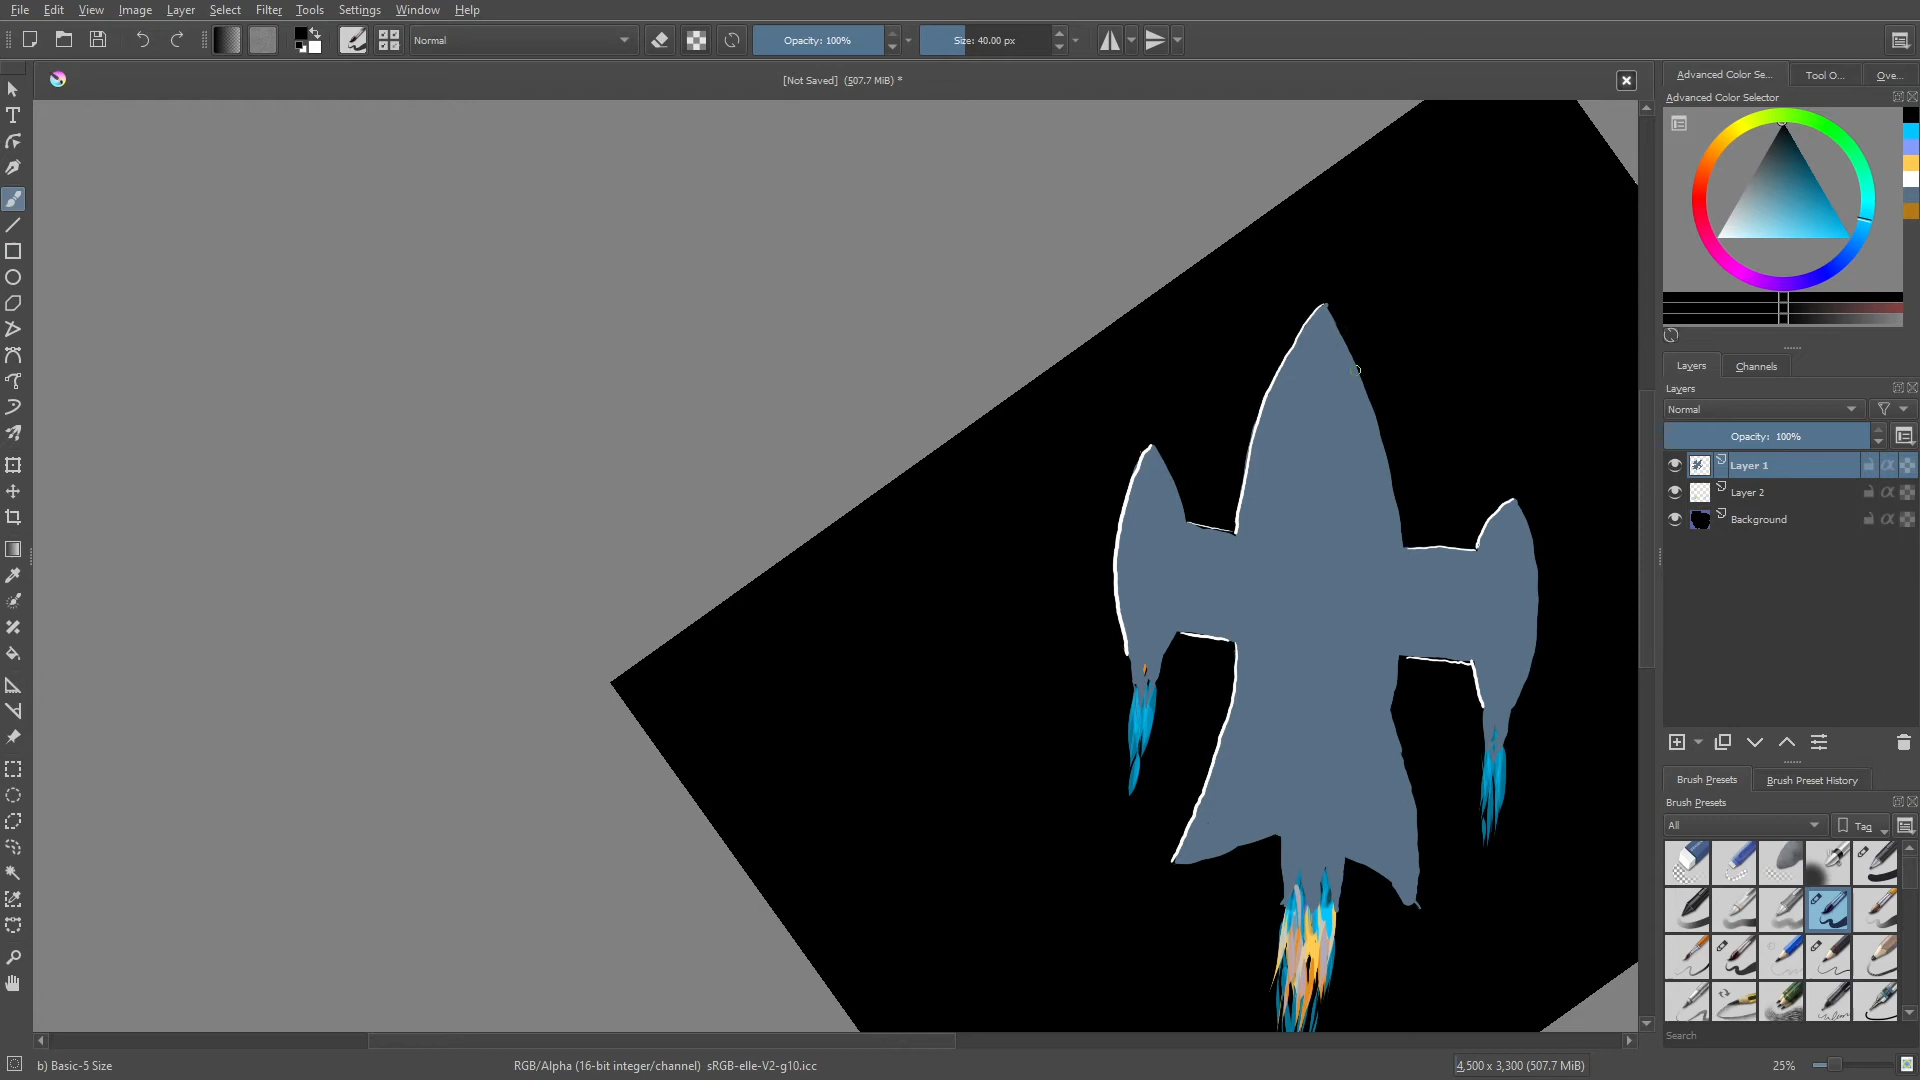 File Edit View Image Layer Select Filter Tools Settings Window Help
Normal Opacity: 100% Size: 40.00 px
[Not Saved] (507.7 MiB) *
Advanced Color Se... Tool O... Ove...
Advanced Color Selector
Layers Channels
Layers
Normal
Opacity: 100%
Layer 1
Layer 2
Background
Brush Presets Brush Preset History
Brush Presets
All Tag
Search
b) Basic-5 Size RGB/Alpha (16-bit integer/channel) sRGB-elle-V2-g10.icc 4,500 x 3,300 (507.7 MiB) 25%